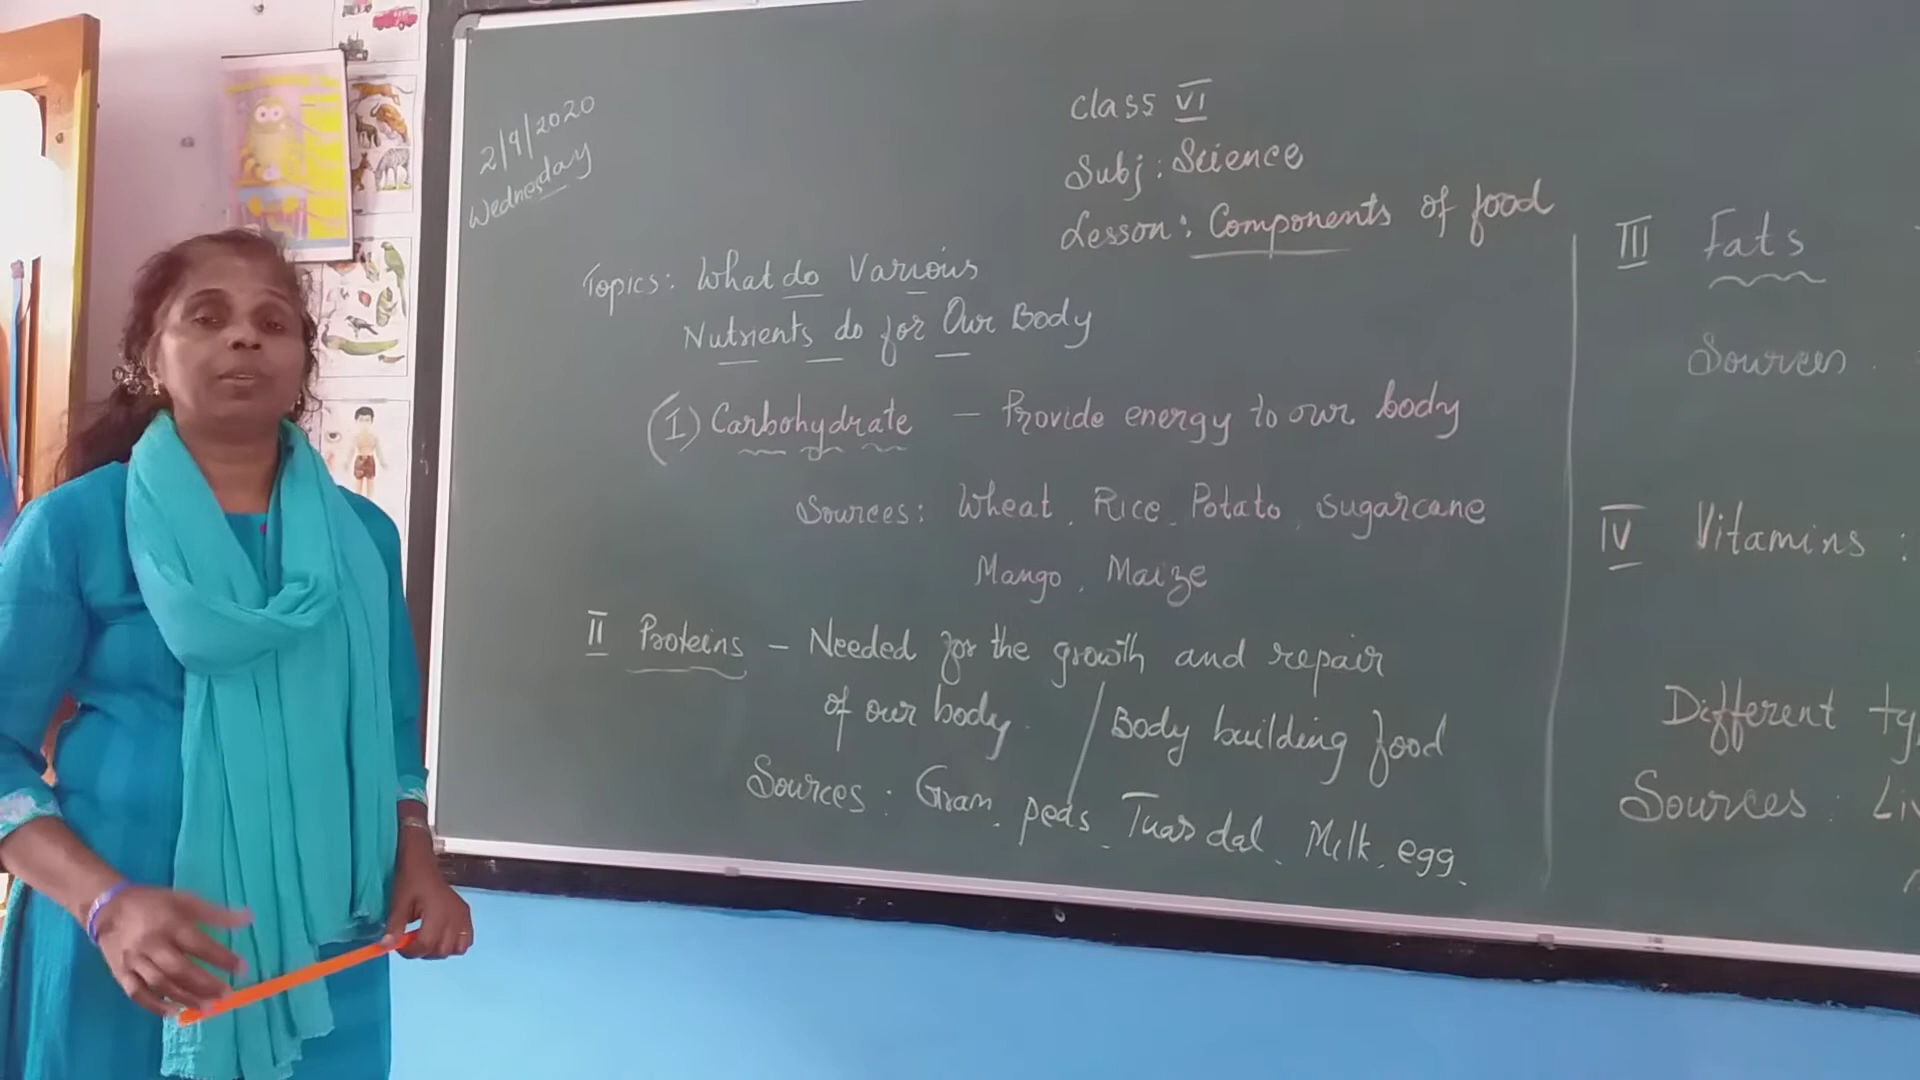 2/9/2020
Wednesday
Class VI
Subj: Science
Lesson: Components of food
Topics: What do Various
Nutrients do for Our Body
(I) Carbohydrate – Provide energy to our body
Sources: Wheat, Rice, Potato, sugarcane
Mango, Maize
II Proteins – Needed for the growth and repair
of our body. / Body building food
Sources: Gram, peas, Tuar dal, Milk, egg,
III Fats
Sources
IV Vitamins :
Different
Sources :